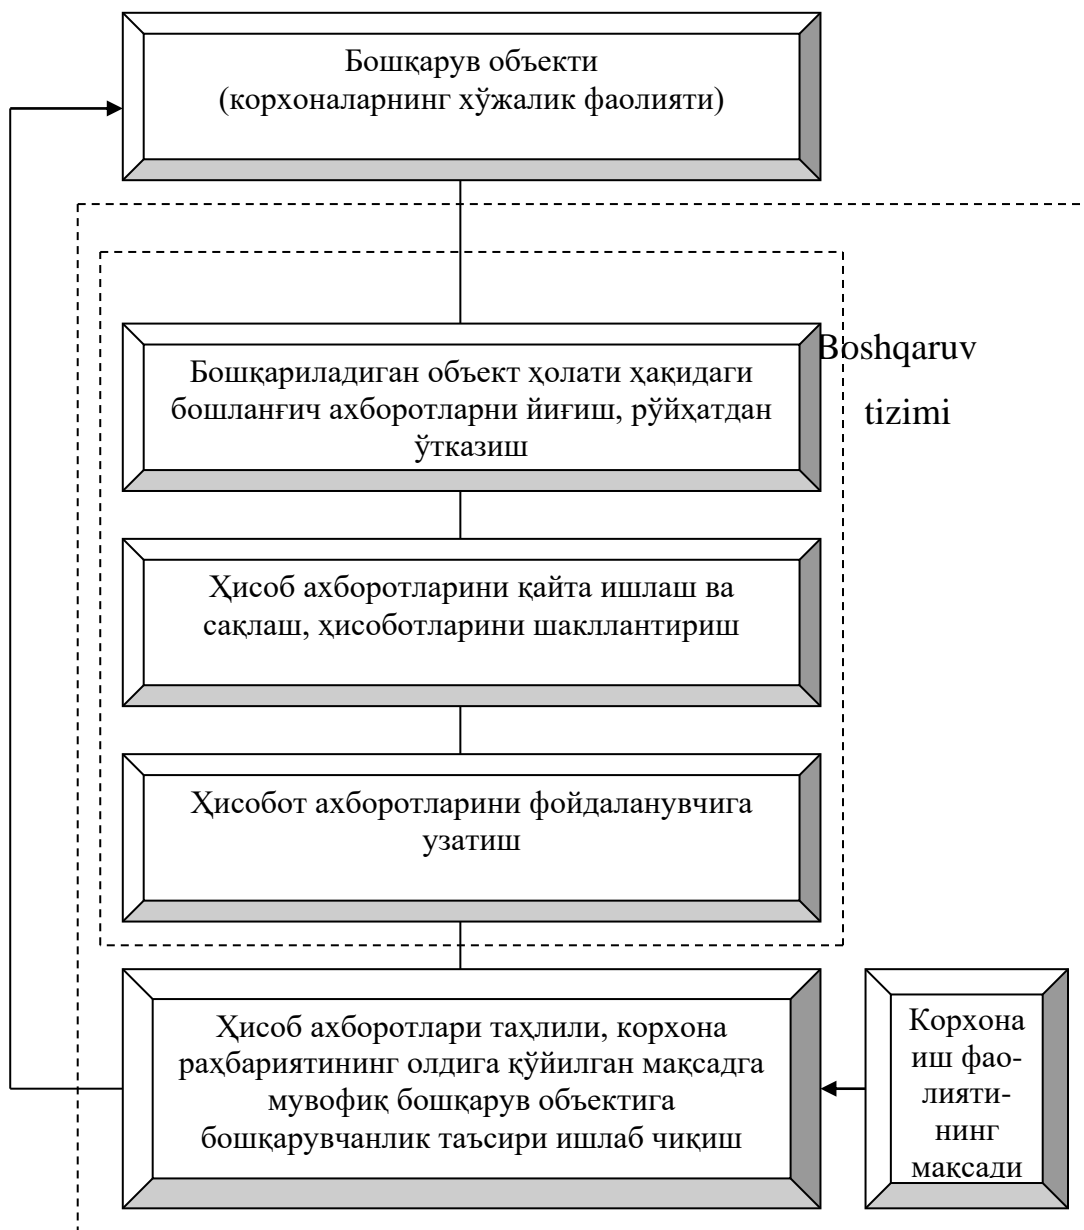 Бошқарув объекти
(корхоналарнинг хўжалик фаолияти)
Boshqaruv
tizimi
Бошқариладиган объект ҳолати ҳақидаги
бошланғич ахборотларни йиғиш, рўйҳатдан
ўтказиш
Ҳисоб ахборотларини қайта ишлаш ва
сақлаш, ҳисоботларини шакллантириш
Ҳисобот ахборотларини фойдаланувчига
узатиш
Ҳисоб ахборотлари таҳлили, корхона
раҳбариятининг олдига қўйилган мақсадга
мувофиқ бошқарув объектига
бошқарувчанлик таъсири ишлаб чиқиш
Корхона
иш фао-
лияти-
нинг
мақсади